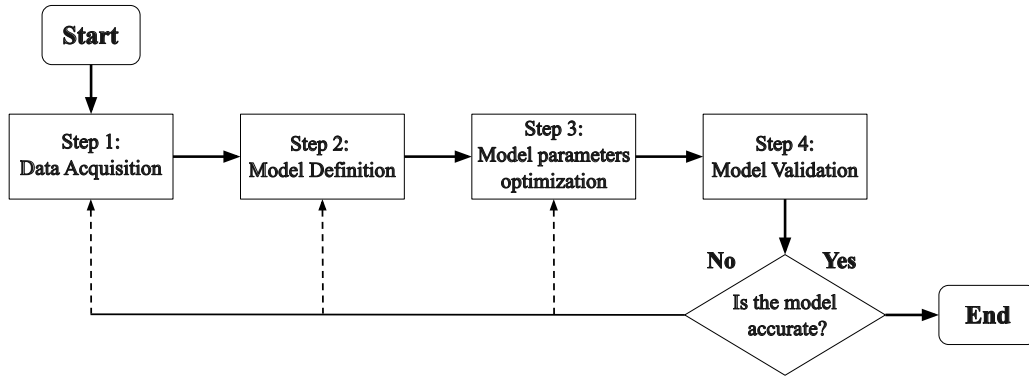 Start
Step 1:
Data Acquisition
Step 2:
Model Definition
Step 3:
Model parameters
optimization
Step 4:
Model Validation
No
Yes
Is the model
accurate?
End